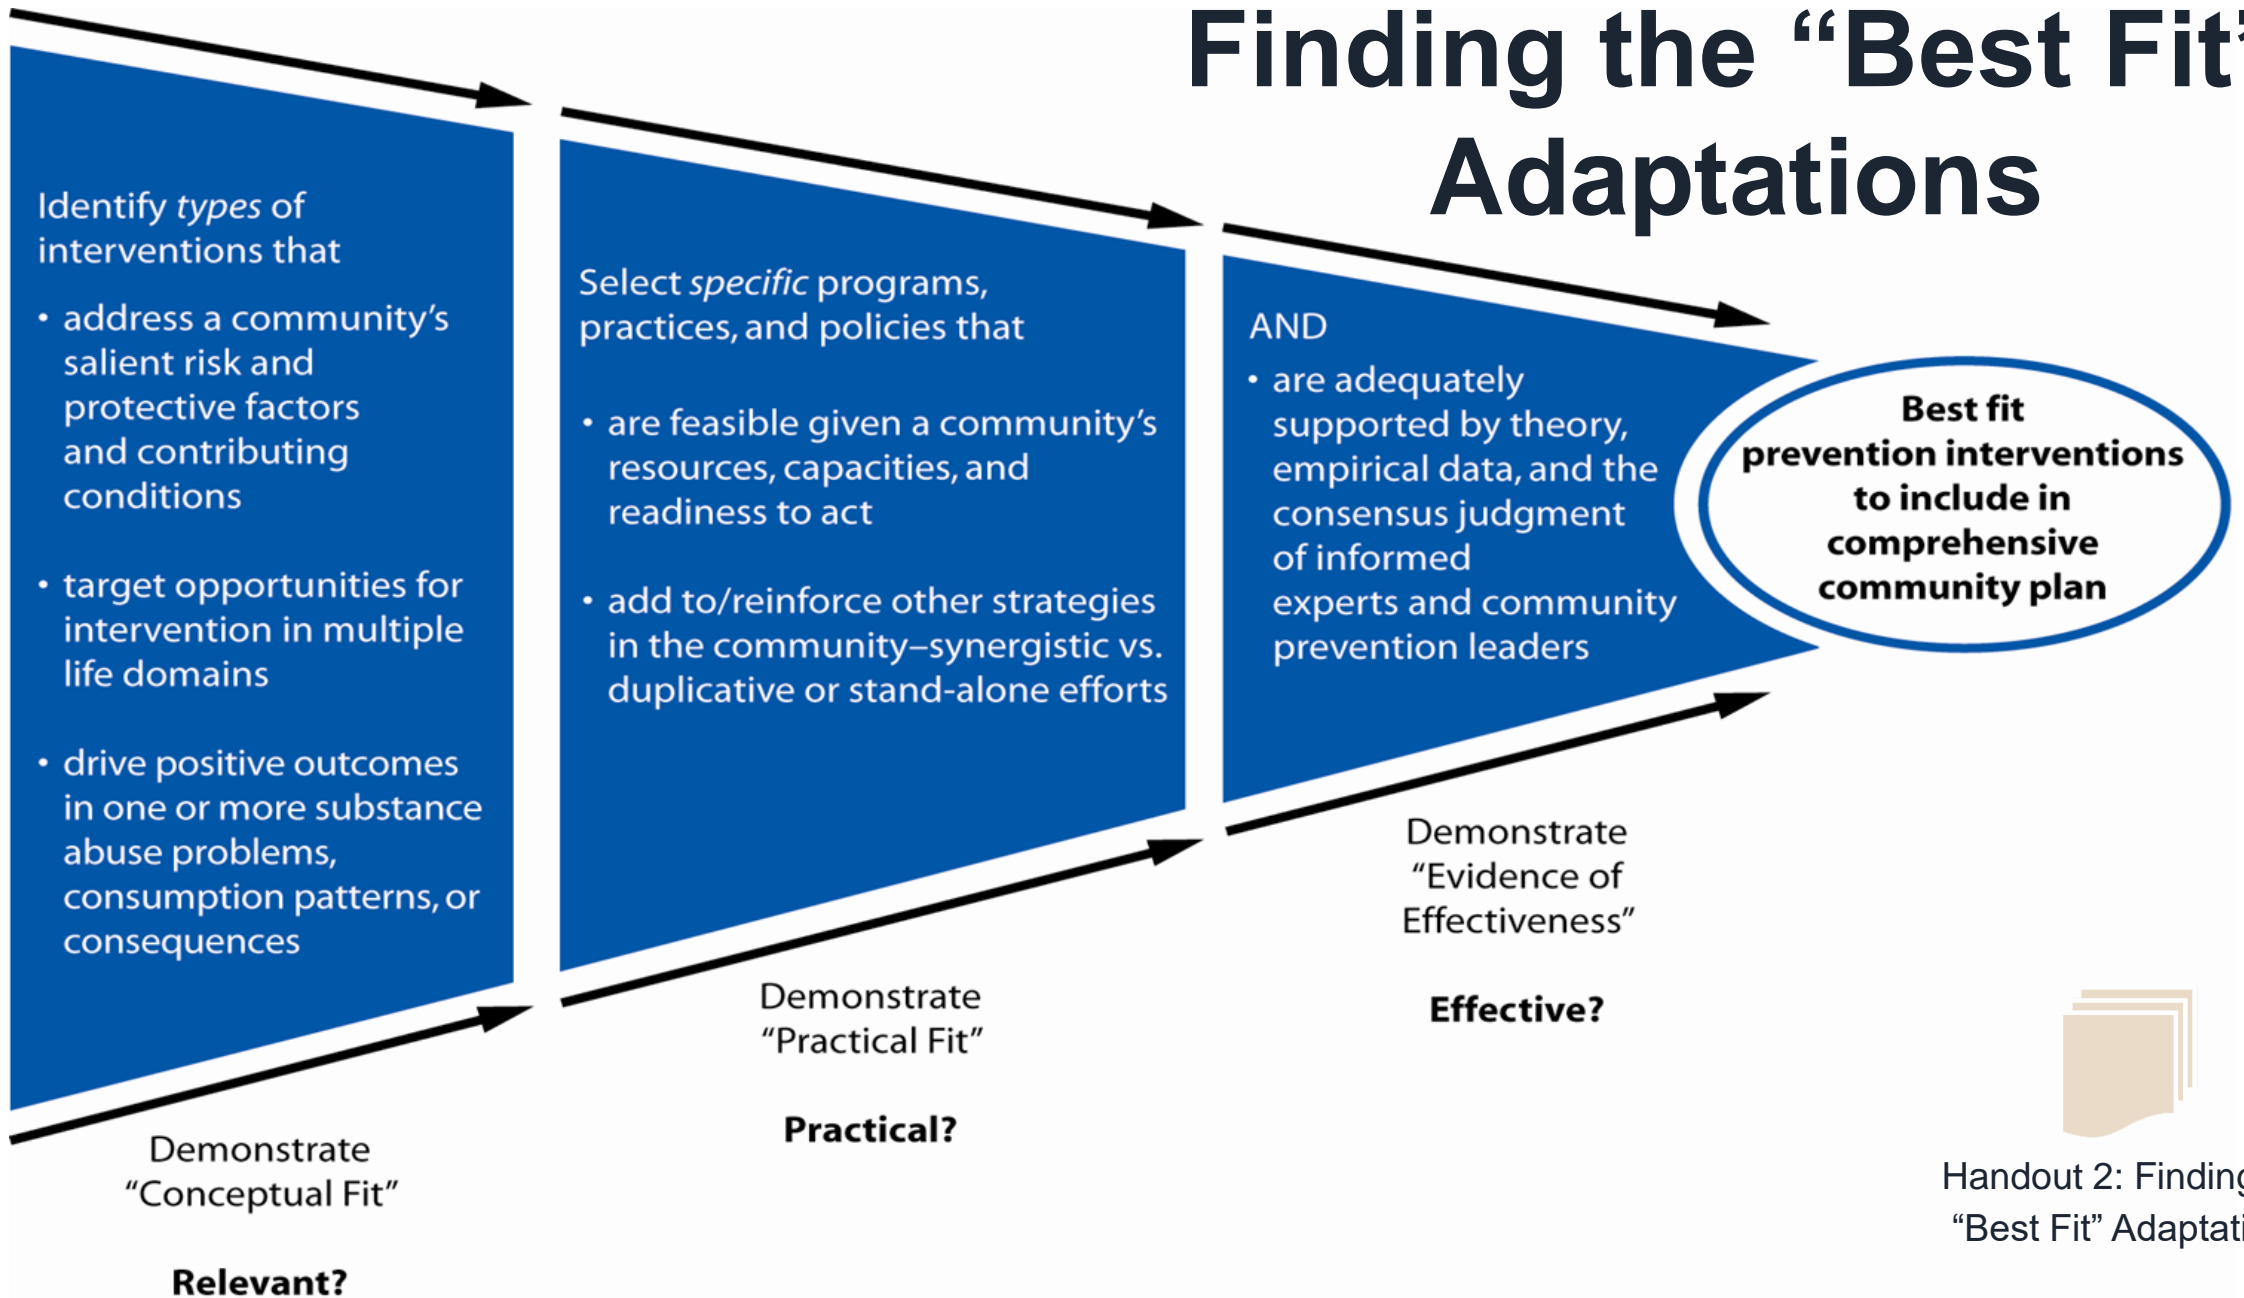 Finding the “Best Fit”
Adaptations
Identify types of
interventions that
• address a community’s
salient risk and
protective factors
and contributing
conditions
• target opportunities for
intervention in multiple
life domains
• drive positive outcomes
in one or more substance
abuse problems,
consumption patterns, or
consequences
Demonstrate
“Conceptual Fit”
Relevant?
Select specific programs,
practices, and policies that
• are feasible given a community’s
resources, capacities, and
readiness to act
• add to/reinforce other strategies
in the community–synergistic vs.
duplicative or stand-alone efforts
Demonstrate
“Practical Fit”
Practical?
AND
• are adequately
supported by theory,
empirical data, and the
consensus judgment
of informed
experts and community
prevention leaders
Demonstrate
“Evidence of
Effectiveness”
Effective?
Best fit
prevention interventions
to include in
comprehensive
community plan
Handout 2: Finding
“Best Fit” Adaptati